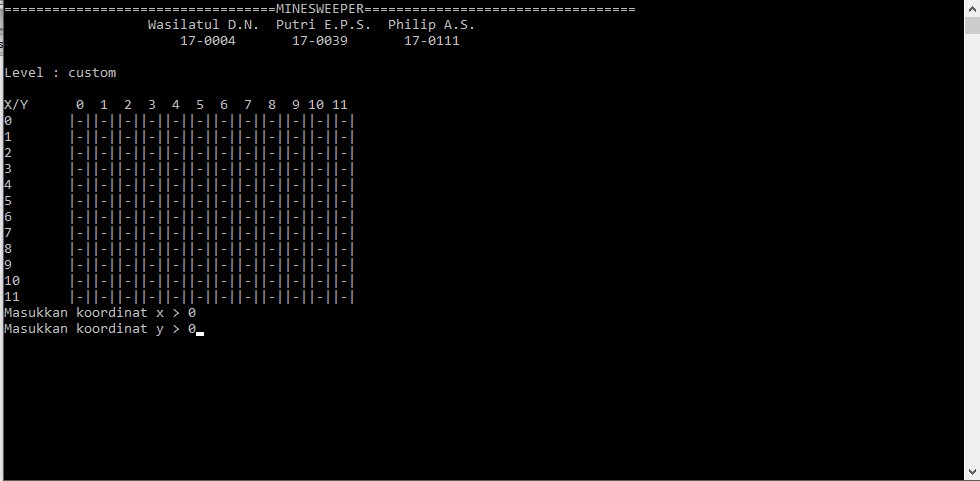 ==================================MINESWEEPER==================================
Wasilatul D.N.  Putri E.P.S.  Philip A.S.
17-0004       17-0039       17-0111
Level : custom
X/Y      0  1  2  3  4  5  6  7  8  9 10 11
0       |-||-||-||-||-||-||-||-||-||-||-||-|
1       |-||-||-||-||-||-||-||-||-||-||-||-|
2       |-||-||-||-||-||-||-||-||-||-||-||-|
3       |-||-||-||-||-||-||-||-||-||-||-||-|
4       |-||-||-||-||-||-||-||-||-||-||-||-|
5       |-||-||-||-||-||-||-||-||-||-||-||-|
6       |-||-||-||-||-||-||-||-||-||-||-||-|
7       |-||-||-||-||-||-||-||-||-||-||-||-|
8       |-||-||-||-||-||-||-||-||-||-||-||-|
9       |-||-||-||-||-||-||-||-||-||-||-||-|
10      |-||-||-||-||-||-||-||-||-||-||-||-|
11      |-||-||-||-||-||-||-||-||-||-||-||-|
Masukkan koordinat x > 0
Masukkan koordinat y > 0